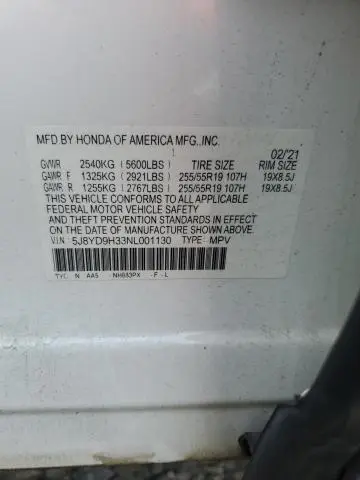 MFD BY HONDA OF AMERICA MFG.,INC.
1 02/21
GVWR 2540KG (5600LBS) TIRE SIZE RIM SIZE
GAWR F 1325KG (2921LBS) 255/55R19 107H 19X8.5J
GAWR R 1255KG (2767LBS) 255/55R19 107H 19X8.5J
THIS VEHICLE CONFORMS TO ALL APPLICABLE
FEDERAL MOTOR VEHICLE SAFETY
AND THEFT PREVENTION STANDARDS IN EFFECT
ON THE DATE OF MANUFACTURE SHOWN ABOVE.
V.I.N: 5J8YD9H33NL001130 TYPE: MPV
TYC N AA5 NH883PX -F -L